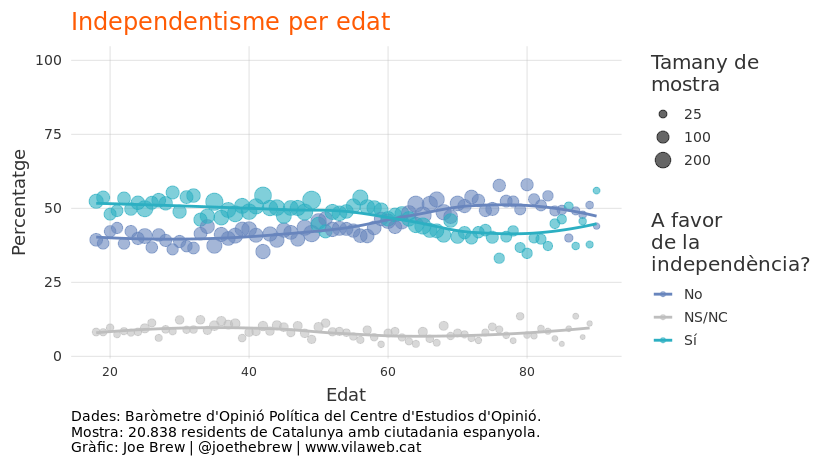 Independentisme per edat
100
75
50
25
0
Percentatge
20
40
60
80
Edat
Tamany de
mostra
25
100
200
A favor
de la
independència?
No
NS/NC
Sí
Dades: Baròmetre d'Opinió Política del Centre d'Estudios d'Opinió.
Mostra: 20.838 residents de Catalunya amb ciutadania espanyola.
Gràfic: Joe Brew | @joethebrew | www.vilaweb.cat